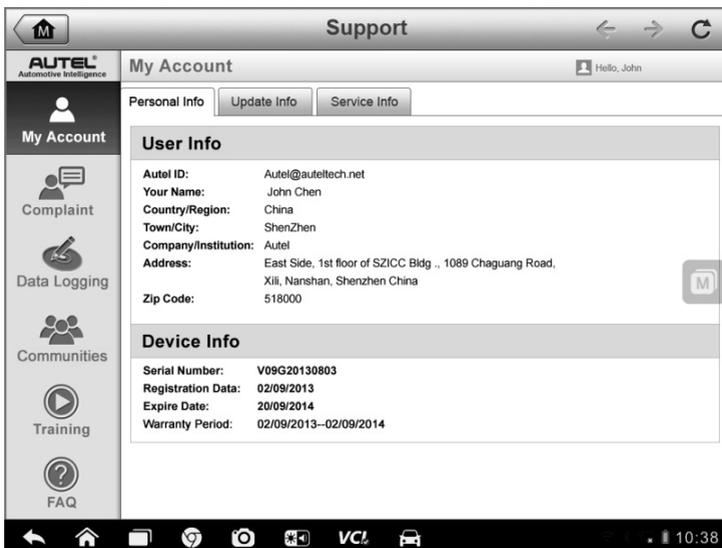 M
Support
AUTEL®
Automotive Intelligence
My Account
Hello, John
My Account
Complaint
Data Logging
Communities
Training
?
FAQ
Personal Info
Update Info
Service Info
User Info
Autel ID: Autel@auteltech.net
Your Name: John Chen
Country/Region: China
Town/City: ShenZhen
Company/Institution: Autel
Address: East Side, 1st floor of SZICC Bldg ., 1089 Chaguang Road,
Xili, Nanshan, Shenzhen China
Zip Code: 518000
M
Device Info
Serial Number: V09G20130803
Registration Data: 02/09/2013
Expire Date: 20/09/2014
Warranty Period: 02/09/2013--02/09/2014
VCI
10:38